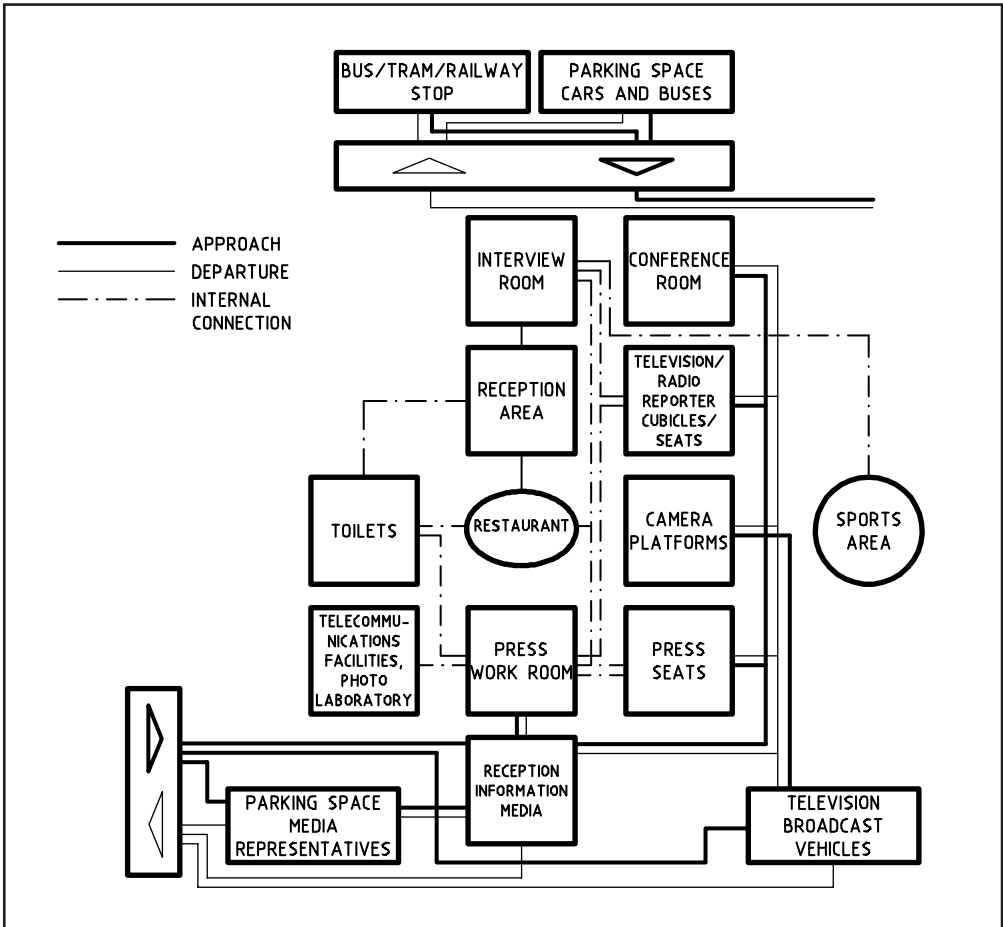 BUS/TRAM/RAILWAY
STOP
PARKING SPACE
CARS AND BUSES
APPROACH
DEPARTURE
INTERNAL
CONNECTION
INTERVIEW
ROOM
CONFERENCE
ROOM
RECEPTION
AREA
TELEVISION/
RADIO
REPORTER
CUBICLES/
SEATS
TOILETS
RESTAURANT
CAMERA
PLATFORMS
SPORTS
AREA
TELECOMMU-
NICATIONS
FACILITIES,
PHOTO
LABORATORY
PRESS
WORK ROOM
PRESS
SEATS
RECEPTION
INFORMATION
MEDIA
PARKING SPACE
MEDIA
REPRESENTATIVES
TELEVISION
BROADCAST
VEHICLES